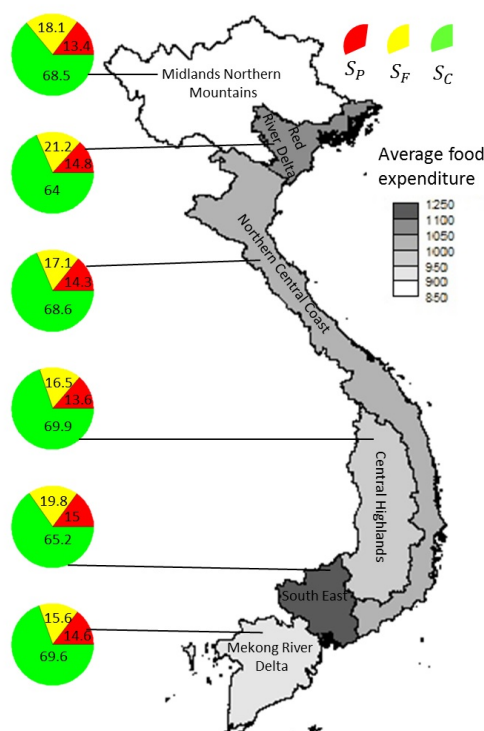 18.1
13.4
68.5
Midlands Northern
Mountains
S_P S_F S_C
21.2
14.8
64
Red
River Delta
Average food
expenditure
1250
1100
1050
1000
950
900
850
17.1
14.3
68.6
Northern Central Coast
16.5
13.6
69.9
Central Highlands
19.8
15
65.2
South East
15.6
14.6
69.6
Mekong River
Delta